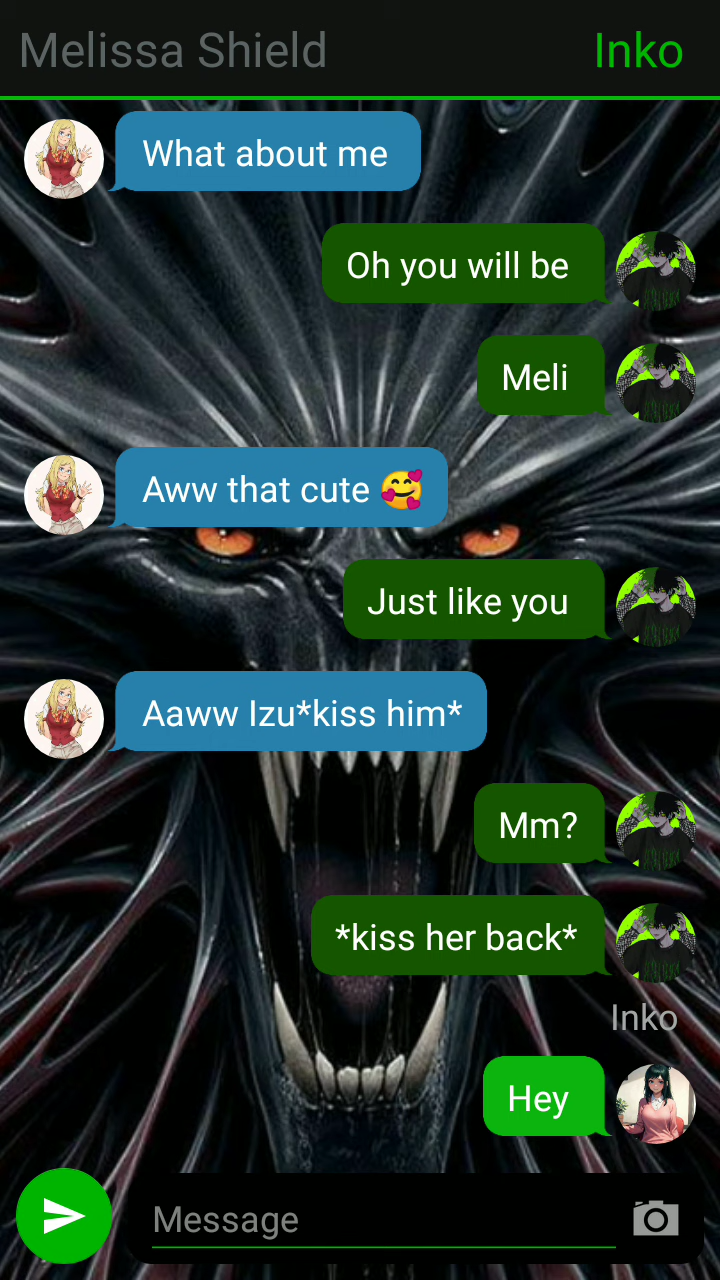 Melissa Shield
Inko
What about me
Oh you will be
Meli
Aww that cute 🥰
Just like you
Aaww Izu*kiss him*
Mm?
*kiss her back*
Inko
Hey
Message